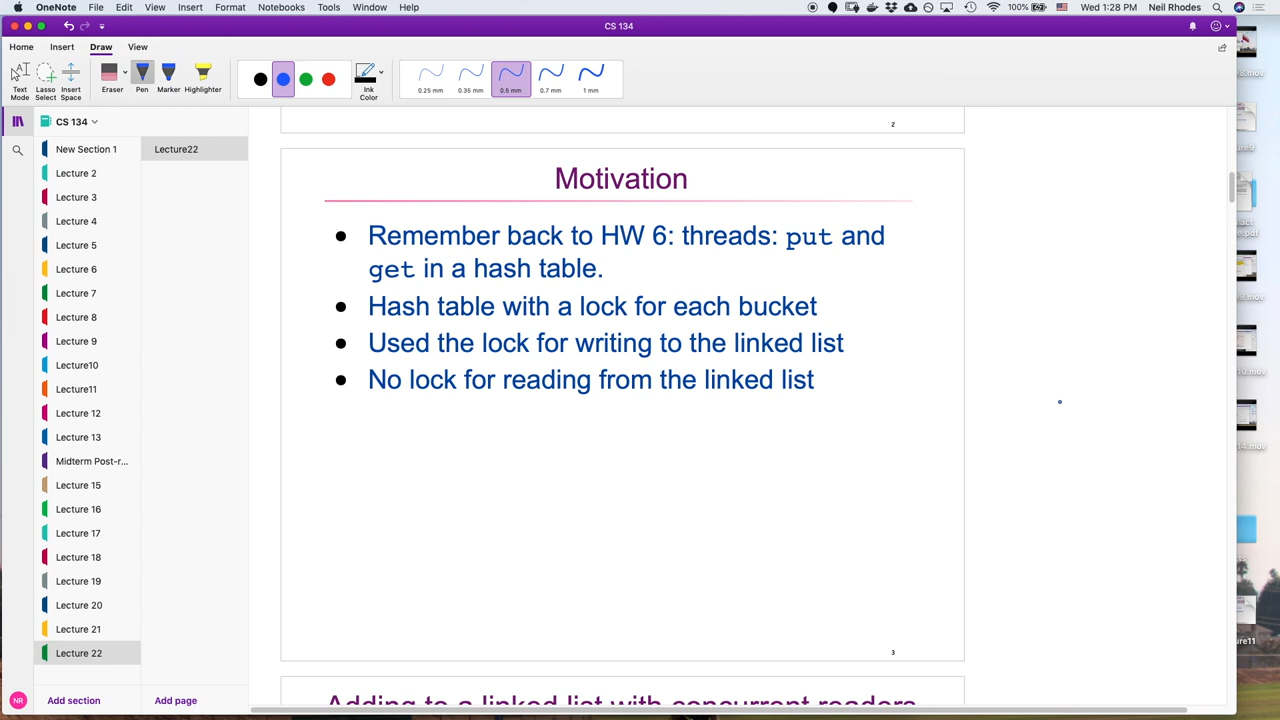 OneNote File Edit View Insert Format Notebooks Tools Window Help 100% Wed 1:28 PM Neil Rhodes
CS 134
Home Insert Draw View
Text Mode
Lasso Select
Insert Space
Eraser
Pen
Marker
Highlighter
Ink Color
0.25 mm
0.35 mm
0.5 mm
0.7 mm
1 mm
CS 134
New Section 1
Lecture 2
Lecture 3
Lecture 4
Lecture 5
Lecture 6
Lecture 7
Lecture 8
Lecture 9
Lecture10
Lecture11
Lecture 12
Lecture 13
Midterm Post-r...
Lecture 15
Lecture 16
Lecture 17
Lecture 18
Lecture 19
Lecture 20
Lecture 21
Lecture 22
NR
Add section
Lecture22
Add page
2
Motivation
● Remember back to HW 6: threads: put and
get in a hash table.
● Hash table with a lock for each bucket
● Used the lock for writing to the linked list
● No lock for reading from the linked list
3
Adding to a linked list with concurrent readers